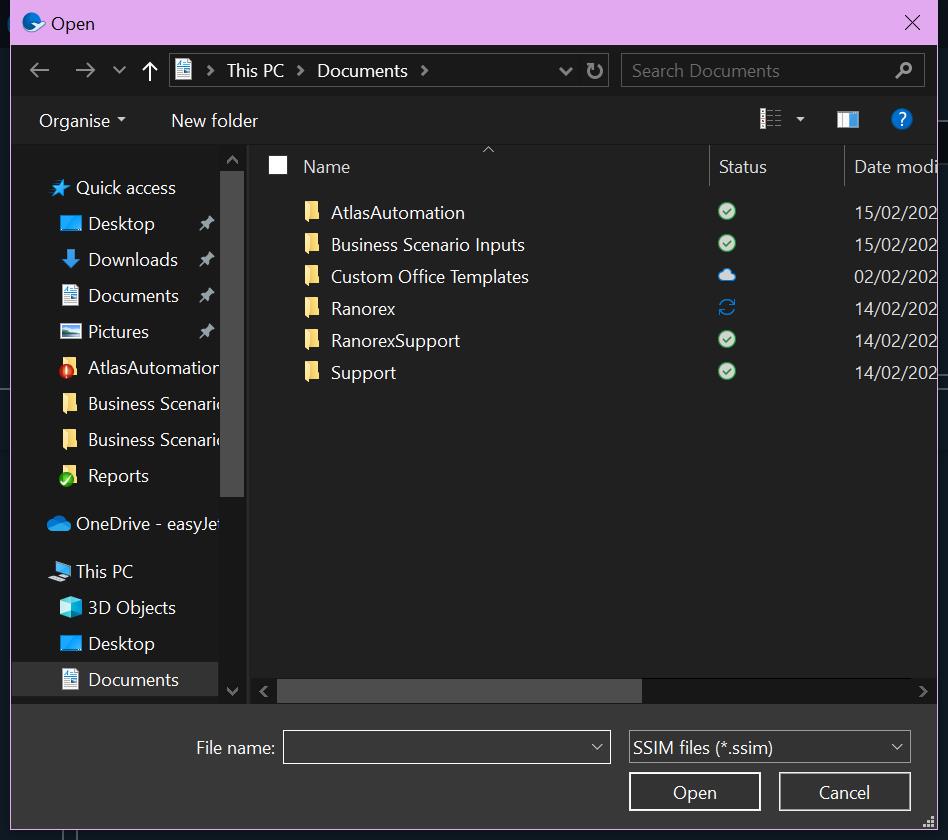 Open
This PC > Documents >
Search Documents
Organise
New folder
?
Name
Status
Date modi
Quick access
Desktop
Downloads
Documents
Pictures
AtlasAutomation
Business Scenari
Business Scenari
Reports
OneDrive - easyJe
This PC
3D Objects
Desktop
Documents
AtlasAutomation 15/02/202
Business Scenario Inputs 15/02/202
Custom Office Templates 02/02/202
Ranorex 14/02/202
RanorexSupport 14/02/202
Support 14/02/202
File name:
SSIM files (*.ssim)
Open
Cancel